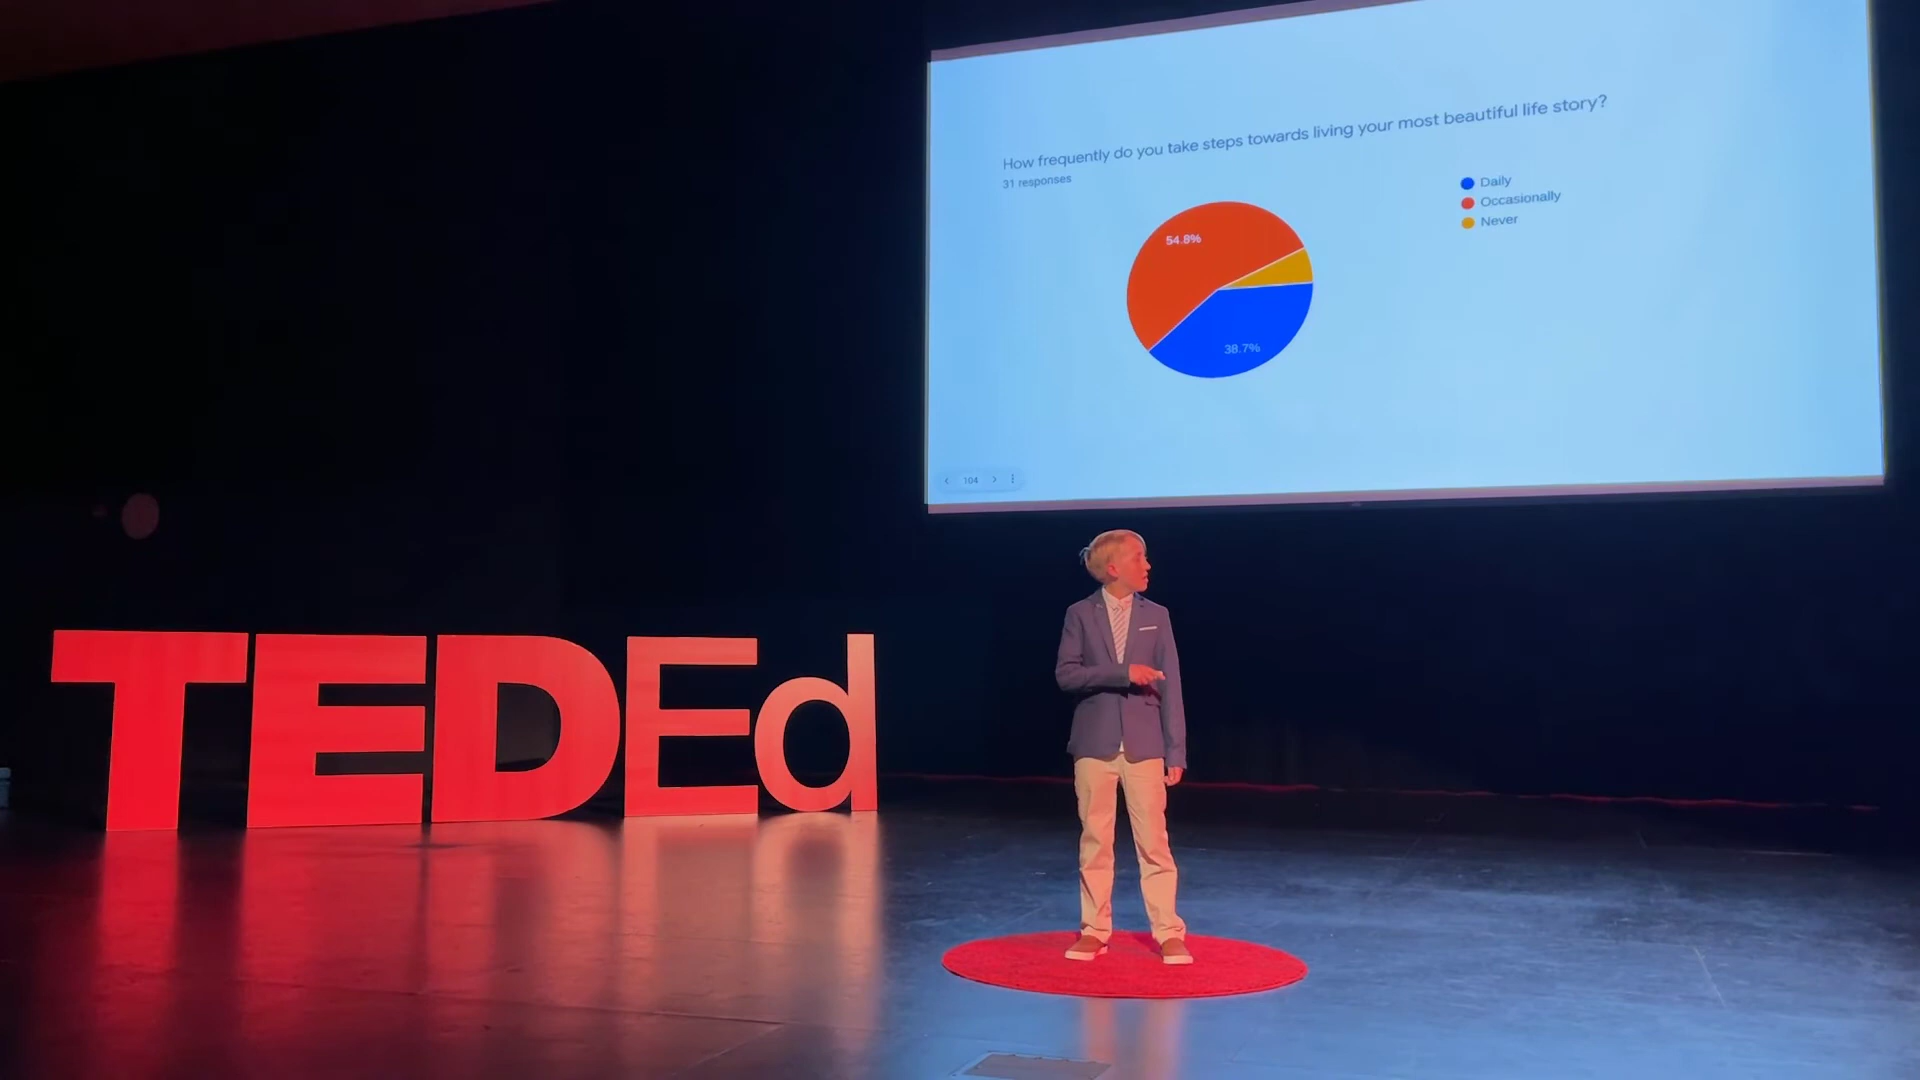 How frequently do you take steps towards living your most beautiful life story?
31 responses
Daily
Occasionally
Never
54.8%
38.7%
104
TEDEd